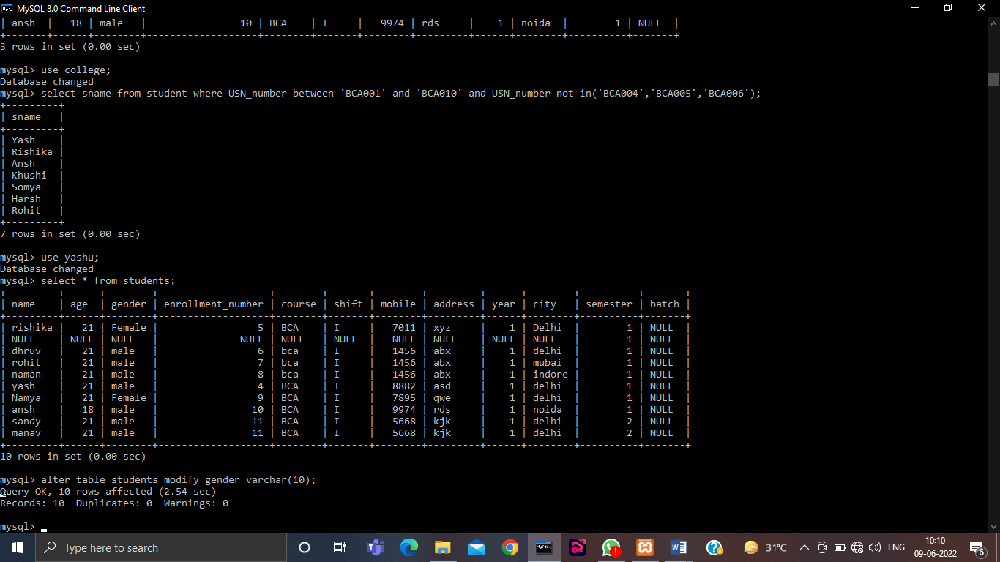 MySQL 8.0 Command Line Client
| ansh  |   18 | male   |                10 | BCA    | I     |   9974 | rds     |    1 | noida  |        1 | NULL  |
+-------+------+--------+-------------------+--------+-------+--------+---------+------+--------+----------+-------+
3 rows in set (0.00 sec)
mysql> use college;
Database changed
mysql> select sname from student where USN_number between 'BCA001' and 'BCA010' and USN_number not in('BCA004','BCA005','BCA006');
+---------+
| sname   |
+---------+
| Yash    |
| Rishika |
| Ansh    |
| Khushi  |
| Somya   |
| Harsh   |
| Rohit   |
+---------+
7 rows in set (0.00 sec)
mysql> use yashu;
Database changed
mysql> select * from students;
+---------+------+--------+-------------------+--------+-------+--------+---------+------+--------+----------+-------+
| name    | age  | gender | enrollment_number | course | shift | mobile | address | year | city   | semester | batch |
+---------+------+--------+-------------------+--------+-------+--------+---------+------+--------+----------+-------+
| rishika |   21 | Female |                 5 | BCA    | I     |   7011 | xyz     |    1 | Delhi  |        1 | NULL  |
| NULL    | NULL | NULL   |              NULL | NULL   | NULL  |   NULL | NULL    | NULL | NULL   |        1 | NULL  |
| dhruv   |   21 | male   |                 6 | bca    | I     |   1456 | abx     |    1 | delhi  |        1 | NULL  |
| rohit   |   21 | male   |                 7 | bca    | I     |   1456 | abx     |    1 | mubai  |        1 | NULL  |
| naman   |   21 | male   |                 8 | bca    | I     |   1456 | abx     |    1 | indore |        1 | NULL  |
| yash    |   21 | male   |                 4 | BCA    | I     |   8882 | asd     |    1 | delhi  |        1 | NULL  |
| Namya   |   21 | Female |                 9 | BCA    | I     |   7895 | qwe     |    1 | delhi  |        1 | NULL  |
| ansh    |   18 | male   |                10 | BCA    | I     |   9974 | rds     |    1 | noida  |        1 | NULL  |
| sandy   |   21 | male   |                11 | BCA    | I     |   5668 | kjk     |    1 | delhi  |        2 | NULL  |
| manav   |   21 | male   |                11 | BCA    | I     |   5668 | kjk     |    1 | delhi  |        2 | NULL  |
+---------+------+--------+-------------------+--------+-------+--------+---------+------+--------+----------+-------+
10 rows in set (0.00 sec)
mysql> alter table students modify gender varchar(10);
Query OK, 10 rows affected (2.54 sec)
Records: 10  Duplicates: 0  Warnings: 0
mysql> _
Type here to search
31°C
ENG
10:10
09-06-2022
6